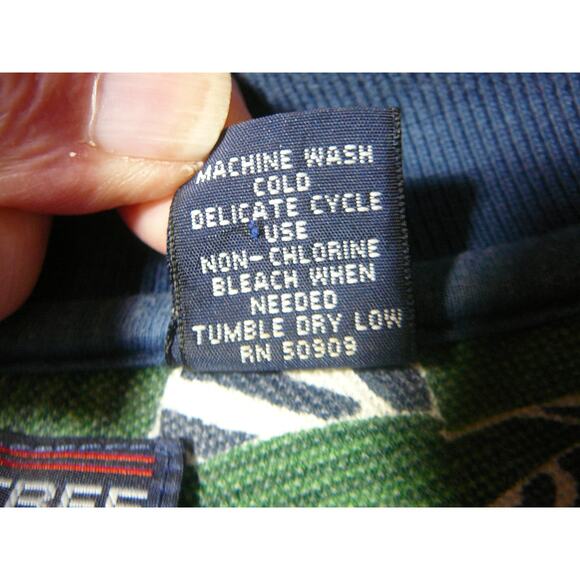 MACHINE WASH
COLD
DELICATE CYCLE
USE
NON-CHLORINE
BLEACH WHEN
NEEDED
TUMBLE DRY LOW
RN 50909